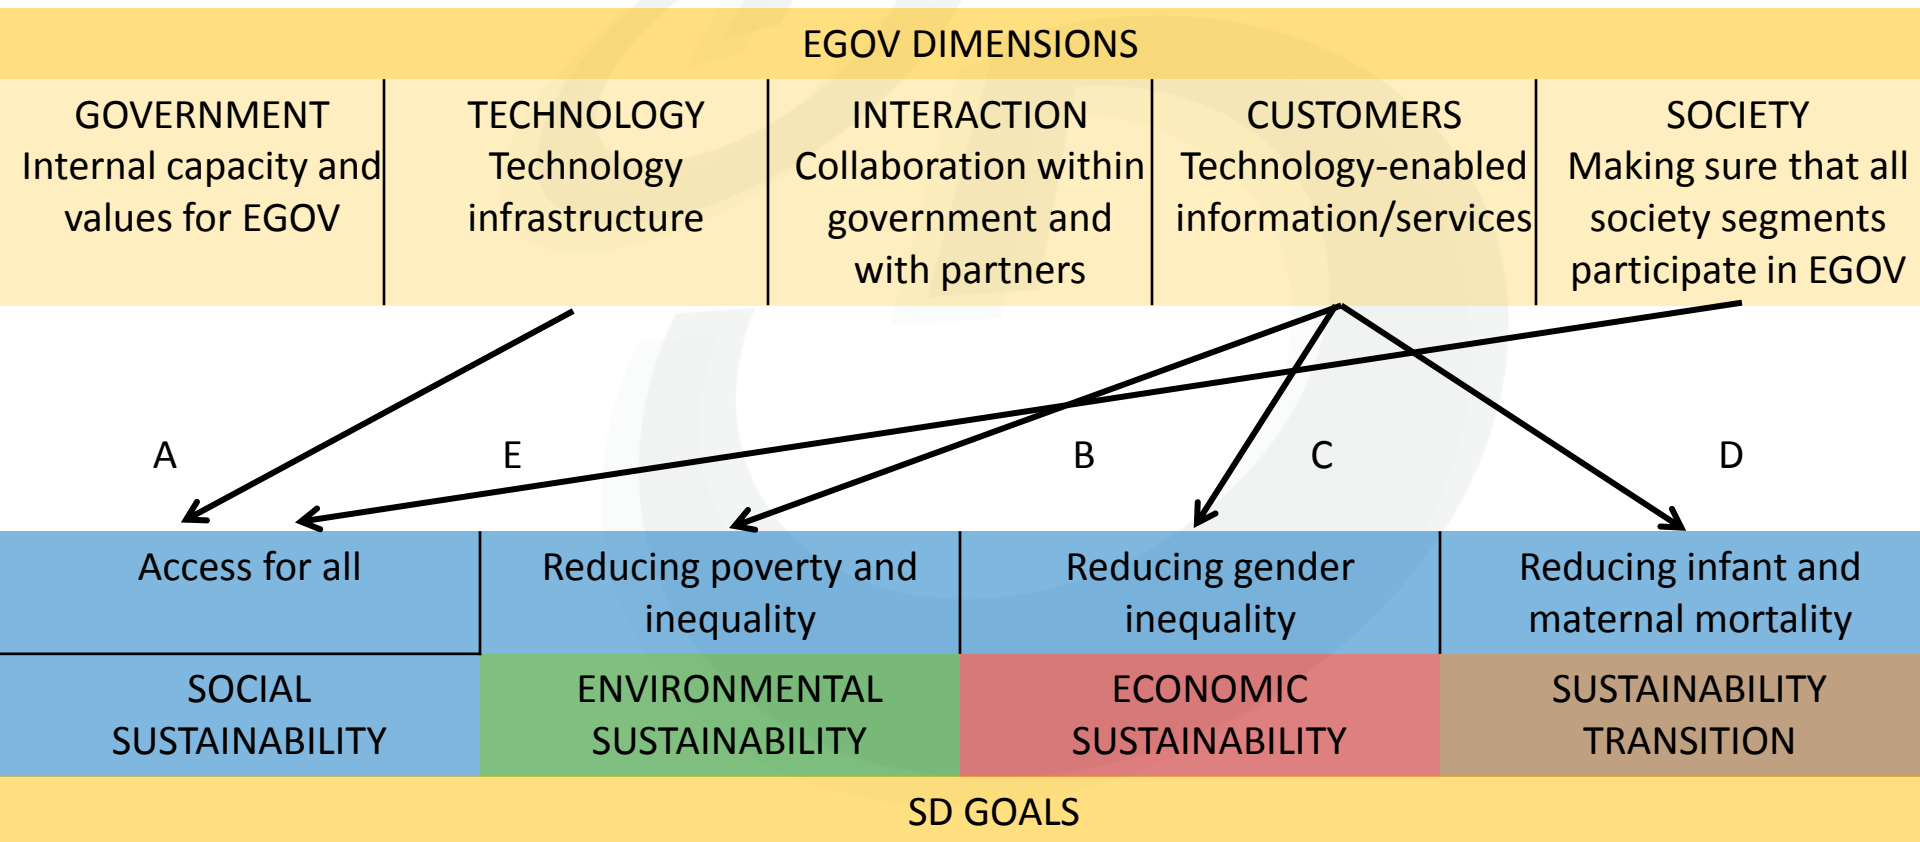 EGOV DIMENSIONS
GOVERNMENT
Internal capacity and
values for EGOV
TECHNOLOGY
Technology
infrastructure
INTERACTION
Collaboration within
government and
with partners
CUSTOMERS
Technology-enabled
information/services
SOCIETY
Making sure that all
society segments
participate in EGOV
A
E
B
C
D
Access for all
Reducing poverty and
inequality
Reducing gender
inequality
Reducing infant and
maternal mortality
SOCIAL
SUSTAINABILITY
ENVIRONMENTAL
SUSTAINABILITY
ECONOMIC
SUSTAINABILITY
SUSTAINABILITY
TRANSITION
SD GOALS